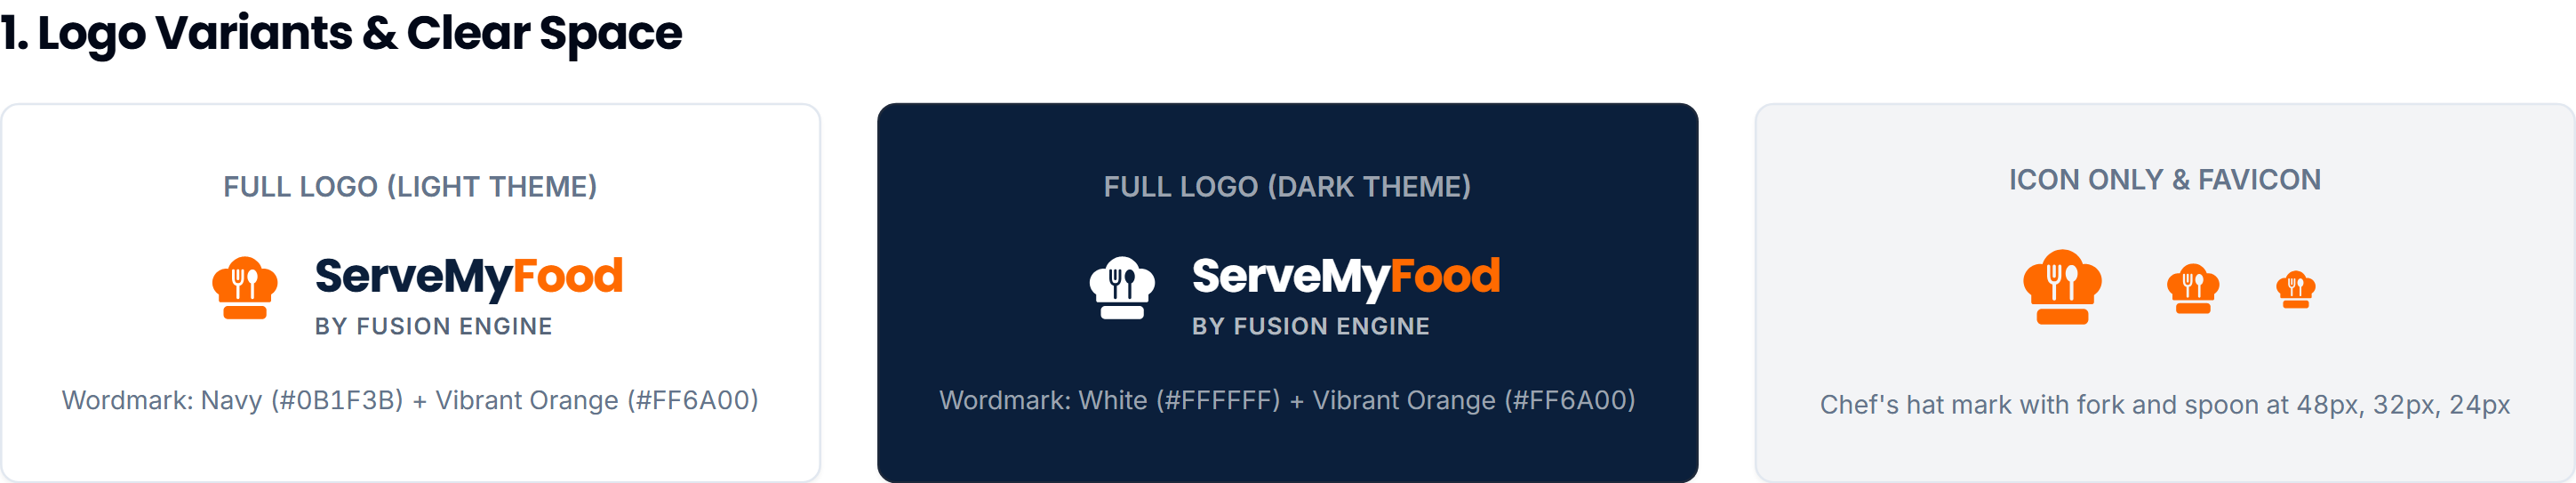 1. Logo Variants & Clear Space
FULL LOGO (LIGHT THEME)
ServeMyFood
BY FUSION ENGINE
Wordmark: Navy (#0B1F3B) + Vibrant Orange (#FF6A00)
FULL LOGO (DARK THEME)
ServeMyFood
BY FUSION ENGINE
Wordmark: White (#FFFFFF) + Vibrant Orange (#FF6A00)
ICON ONLY & FAVICON
Chef's hat mark with fork and spoon at 48px, 32px, 24px